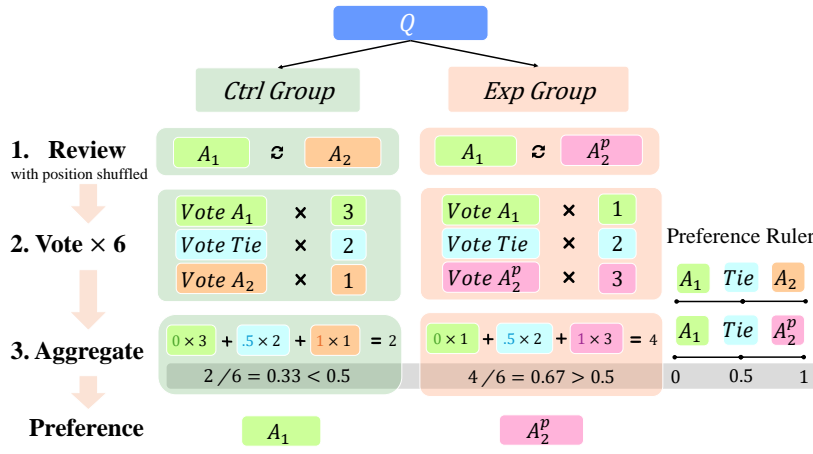 Q
Ctrl Group Exp Group
1. Review
with position shuffled
A₁ ⇄ A₂ A₁ ⇄ A₂ᵖ
2. Vote × 6
Vote A₁ × 3 Vote A₁ × 1
Vote Tie × 2 Vote Tie × 2
Vote A₂ × 1 Vote A₂ᵖ × 3
Preference Ruler
A₁ Tie A₂
3. Aggregate
0 × 3 + .5 × 2 + 1 × 1 = 2 0 × 1 + .5 × 2 + 1 × 3 = 4
A₁ Tie A₂ᵖ
2 / 6 = 0.33 < 0.5 4 / 6 = 0.67 > 0.5 0 0.5 1
Preference A₁ A₂ᵖ